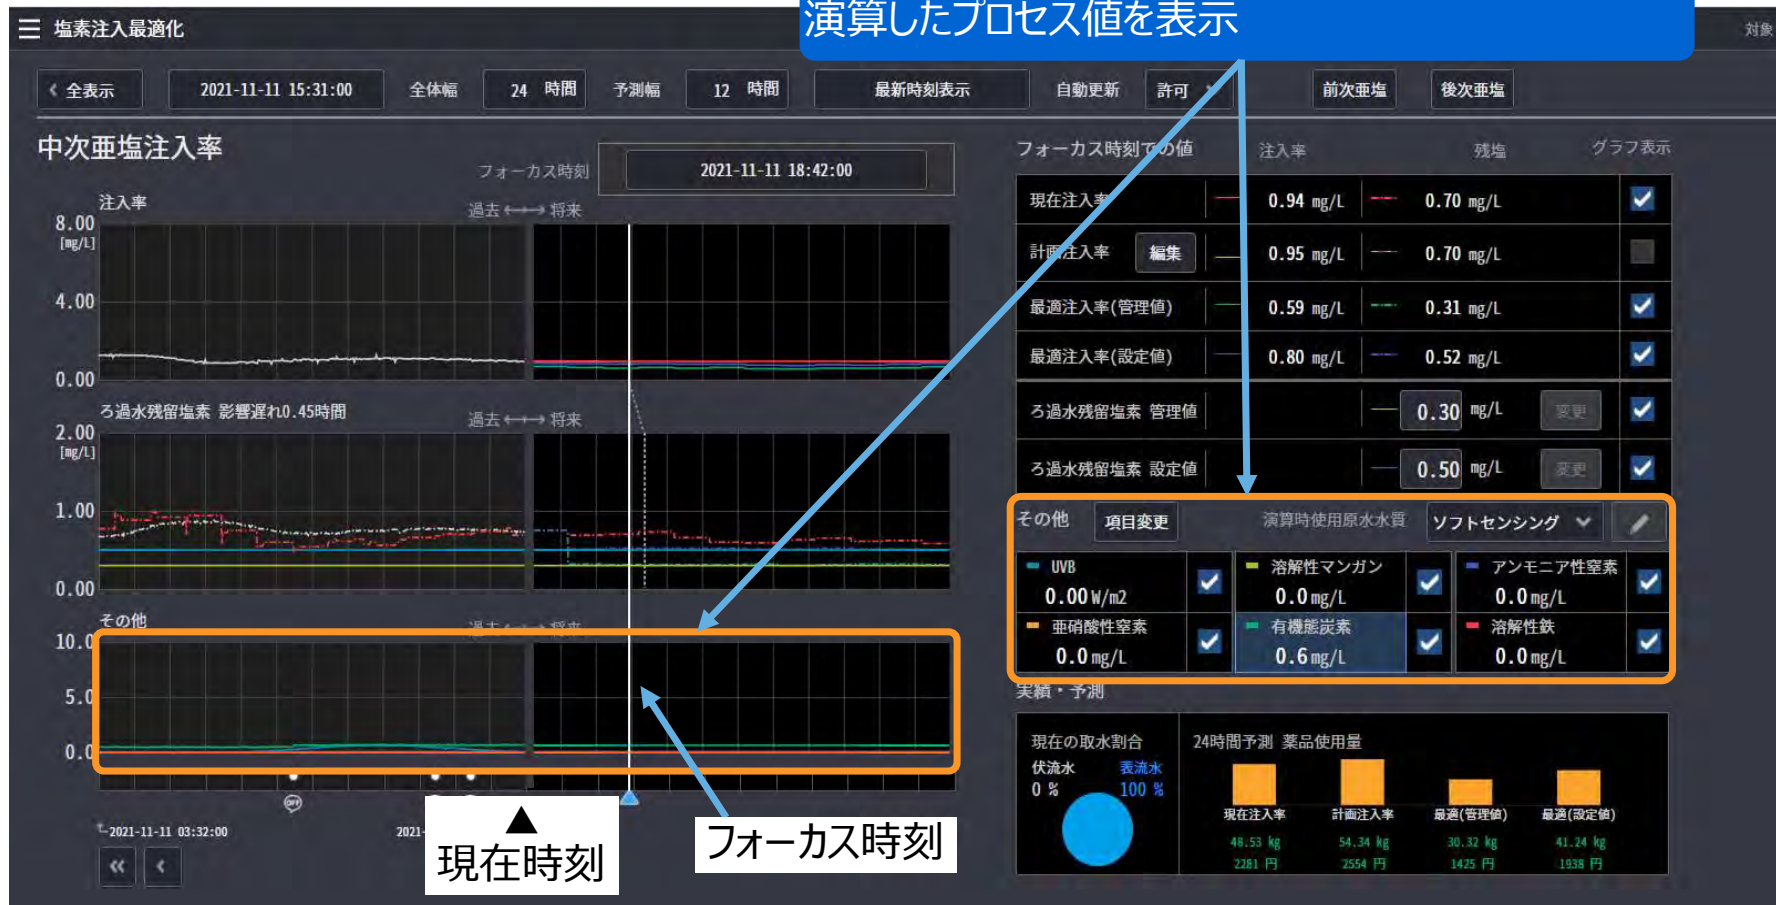 演算したプロセス値を表示
塩素注入最適化
対象
全表示
2021-11-11 15:31:00
全体幅
24 時間
予測幅
12 時間
最新時刻表示
自動更新
許可
前次亜塩
後次亜塩
中次亜塩注入率
フォーカス時刻
2021-11-11 18:42:00
注入率
過去 ←→ 将来
8.00
[mg/L]
4.00
0.00
ろ過水残留塩素 影響遅れ0.45時間
過去 ←→ 将来
2.00
[mg/L]
1.00
0.00
その他
過去 ←→ 将来
10.0
5.0
0.0
OFF
2021-11-11 03:32:00
2021-
▲
現在時刻
フォーカス時刻
フォーカス時刻での値 注入率 残塩 グラフ表示
現在注入率 0.94 mg/L 0.70 mg/L
計画注入率 編集 0.95 mg/L 0.70 mg/L
最適注入率(管理値) 0.59 mg/L 0.31 mg/L
最適注入率(設定値) 0.80 mg/L 0.52 mg/L
ろ過水残留塩素 管理値 0.30 mg/L 変更
ろ過水残留塩素 設定値 0.50 mg/L 変更
その他 項目変更 演算時使用原水水質 ソフトセンシング
UVB 溶解性マンガン アンモニア性窒素
0.00 W/m2 0.0 mg/L 0.0 mg/L
亜硝酸性窒素 有機態炭素 溶解性鉄
0.0 mg/L 0.6 mg/L 0.0 mg/L
実績・予測
現在の取水割合 24時間予測 薬品使用量
伏流水 表流水
0 % 100 %
現在注入率 計画注入率 最適(管理値) 最適(設定値)
48.53 kg 54.34 kg 30.32 kg 41.24 kg
2281 円 2554 円 1425 円 1938 円